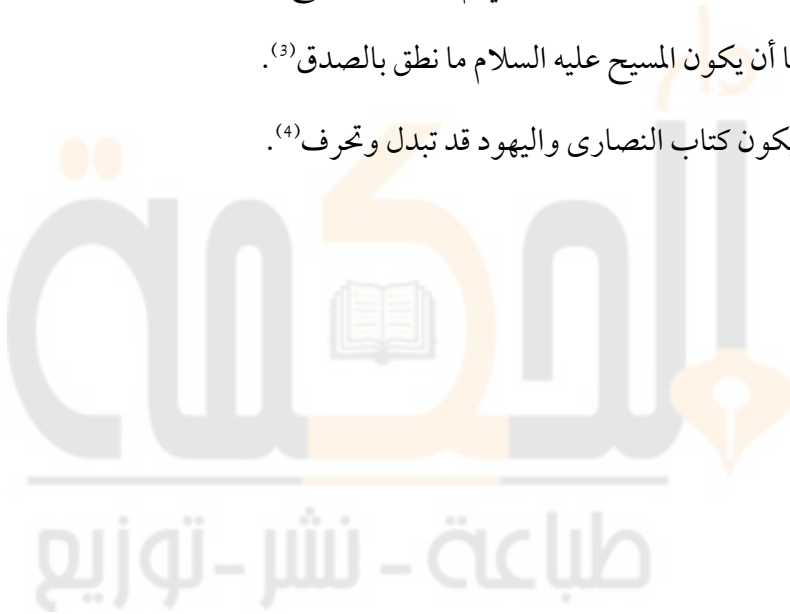 ا أن يكون المسيح عليه السلام ما نطق بالصدق(3).
يكون كتاب النصارى واليهود قد تبدل وتحرف(4).
دار
الحكمة
طباعة - نشر - توزيع